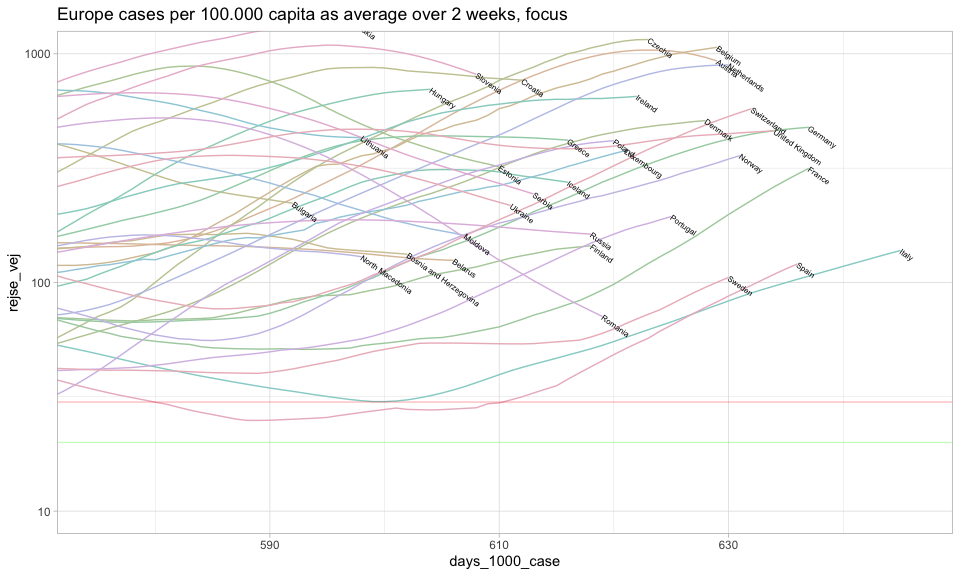 Europe cases per 100.000 capita as average over 2 weeks, focus
rejse_vej
1000
100
10
Czechia
Belgium
Netherlands
Austria
Slovenia
Croatia
Hungary
Ireland
Switzerland
Germany
Denmark
United Kingdom
Lithuania
Greece
Luxembourg
Norway
Estonia
Iceland
France
Serbia
Bulgaria
Ukraine
Portugal
Moldova
Russia
Finland
Italy
North Macedonia
Bosnia and Herzegovina
Belarus
Spain
Sweden
Romania
590
610
630
days_1000_case